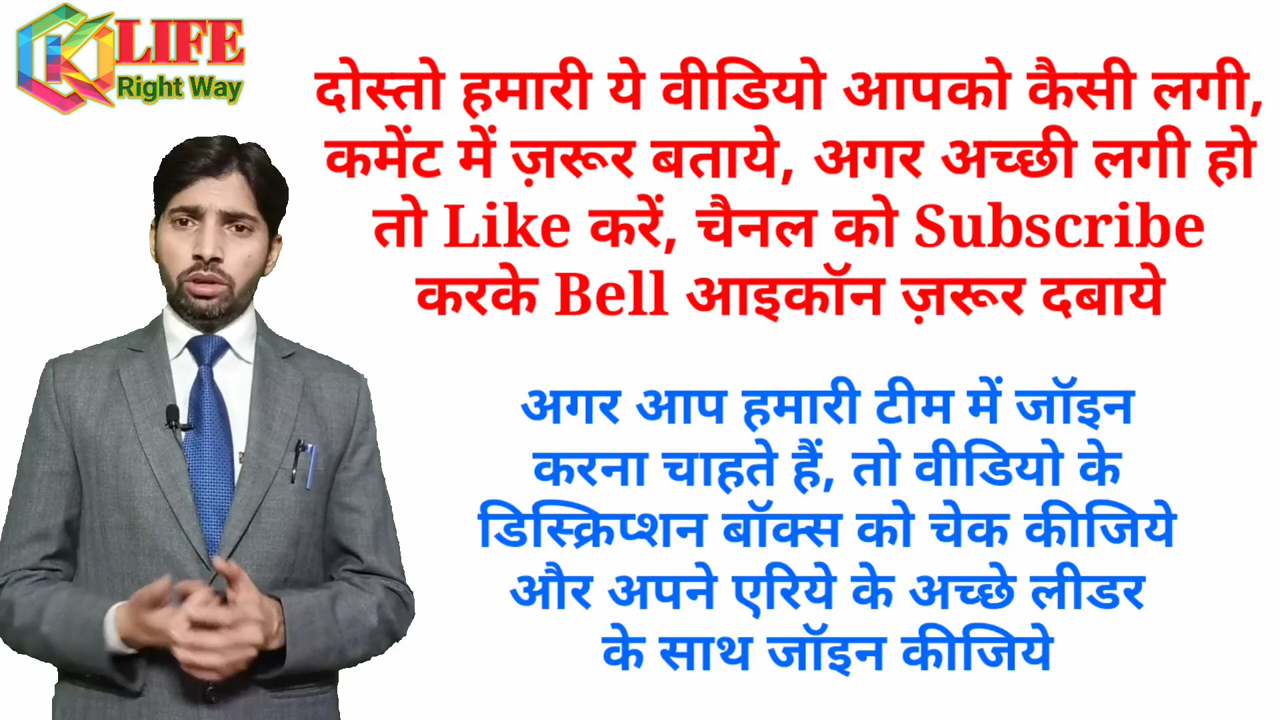 LIFE
Right Way
दोस्तो हमारी ये वीडियो आपको कैसी लगी,
कमेंट में ज़रूर बताये, अगर अच्छी लगी हो
तो Like करें, चैनल को Subscribe
करके Bell आइकॉन ज़रूर दबाये
अगर आप हमारी टीम में जॉइन
करना चाहते हैं, तो वीडियो के
डिस्क्रिप्शन बॉक्स को चेक कीजिये
और अपने एरिये के अच्छे लीडर
के साथ जॉइन कीजिये